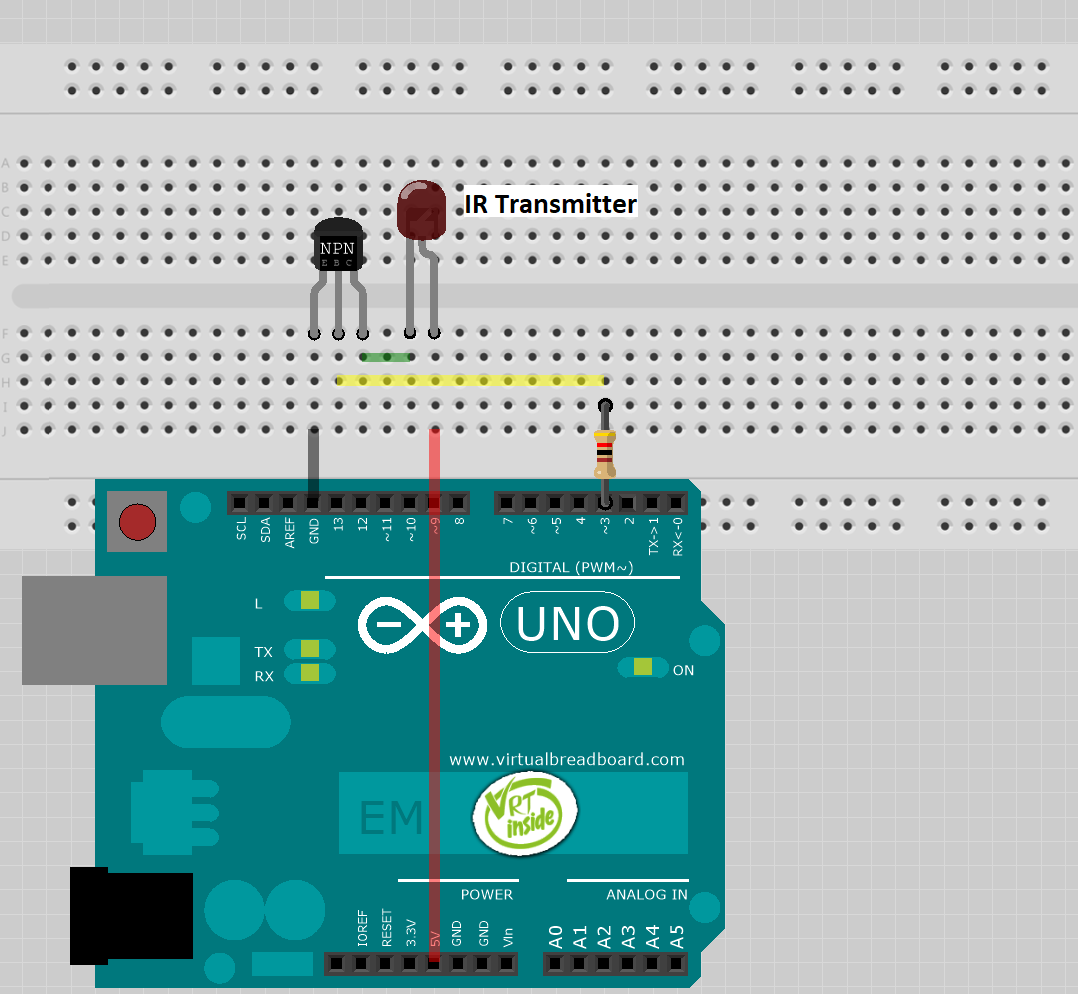 A
B
C
D
E
IR Transmitter
NPN
E B C
F
G
H
I
J
SCL
SDA
AREF
GND
13
12
~11
~10
~9
8
7
~6
~5
4
~3
2
TX->1
RX<-0
DIGITAL (PWM~)
L
TX
RX
UNO
ON
www.virtualbreadboard.com
EM
VRT
inside
POWER
ANALOG IN
IOREF
RESET
3.3V
5V
GND
GND
VIn
A0
A1
A2
A3
A4
A5